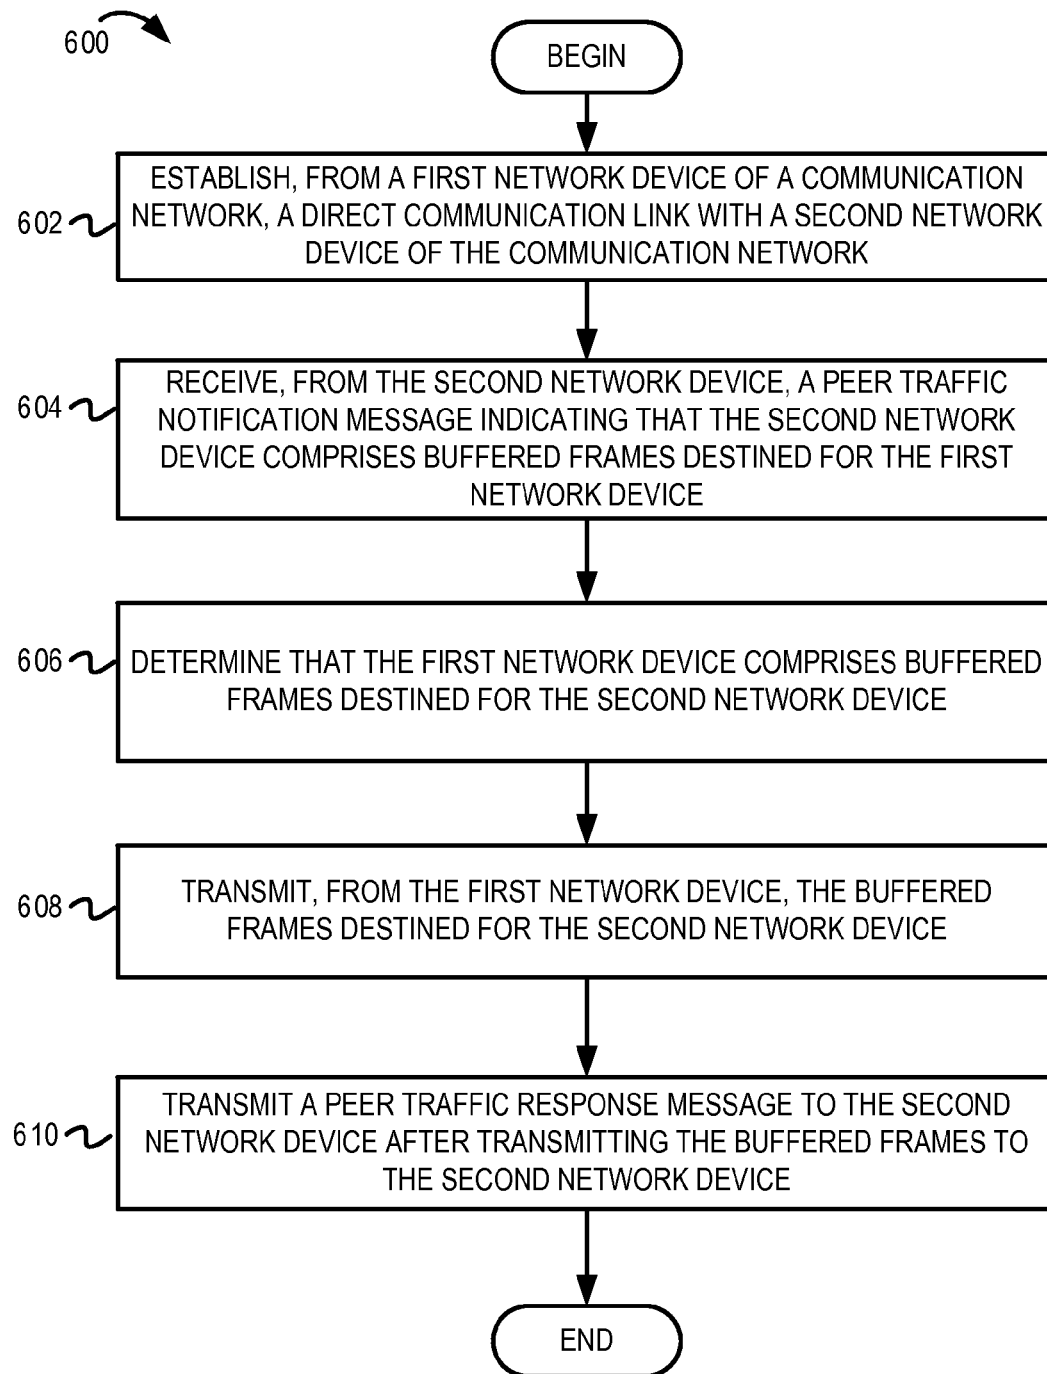 600
BEGIN
602
ESTABLISH, FROM A FIRST NETWORK DEVICE OF A COMMUNICATION
NETWORK, A DIRECT COMMUNICATION LINK WITH A SECOND NETWORK
DEVICE OF THE COMMUNICATION NETWORK
604
RECEIVE, FROM THE SECOND NETWORK DEVICE, A PEER TRAFFIC
NOTIFICATION MESSAGE INDICATING THAT THE SECOND NETWORK
DEVICE COMPRISES BUFFERED FRAMES DESTINED FOR THE FIRST
NETWORK DEVICE
606
DETERMINE THAT THE FIRST NETWORK DEVICE COMPRISES BUFFERED
FRAMES DESTINED FOR THE SECOND NETWORK DEVICE
608
TRANSMIT, FROM THE FIRST NETWORK DEVICE, THE BUFFERED
FRAMES DESTINED FOR THE SECOND NETWORK DEVICE
610
TRANSMIT A PEER TRAFFIC RESPONSE MESSAGE TO THE SECOND
NETWORK DEVICE AFTER TRANSMITTING THE BUFFERED FRAMES TO
THE SECOND NETWORK DEVICE
END